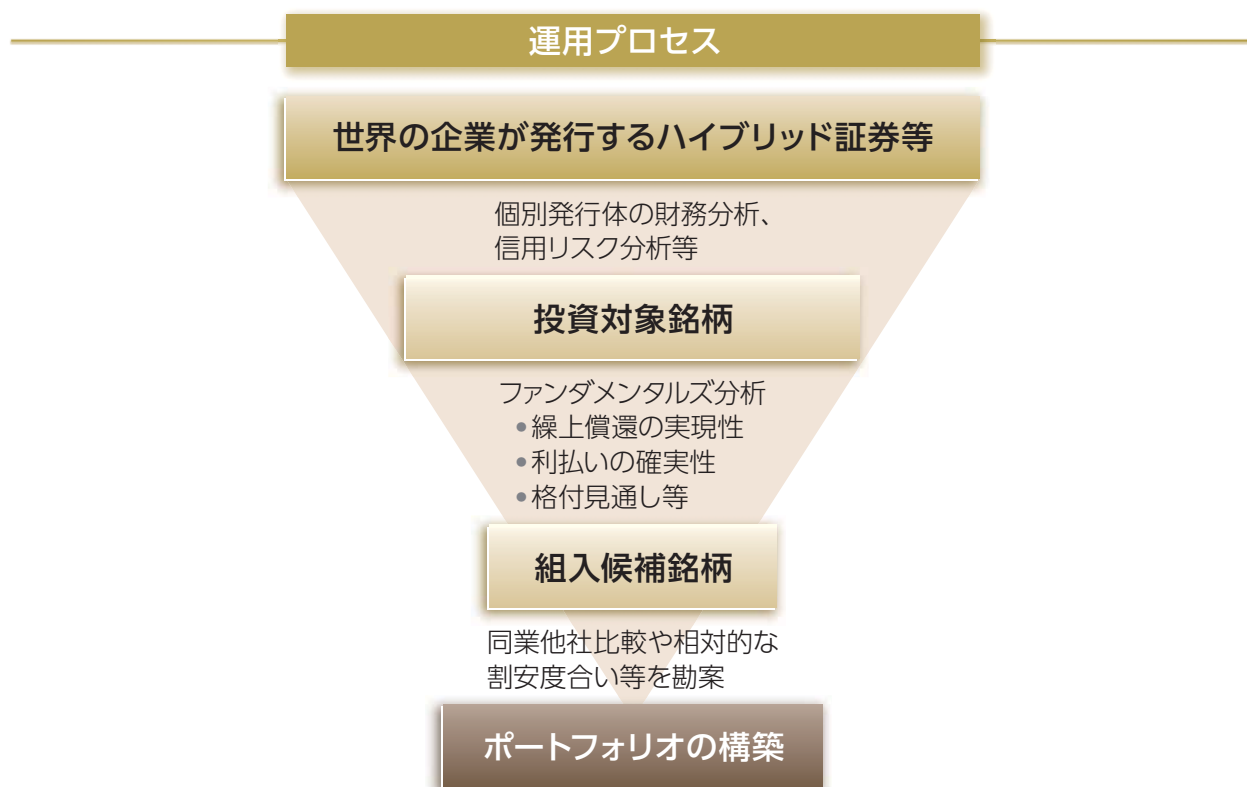 運用プロセス
世界の企業が発行するハイブリッド証券等
個別発行体の財務分析、
信用リスク分析等
投資対象銘柄
ファンダメンタルズ分析
●繰上償還の実現性
●利払いの確実性
●格付見通し等
組入候補銘柄
同業他社比較や相対的な
割安度合い等を勘案
ポートフォリオの構築